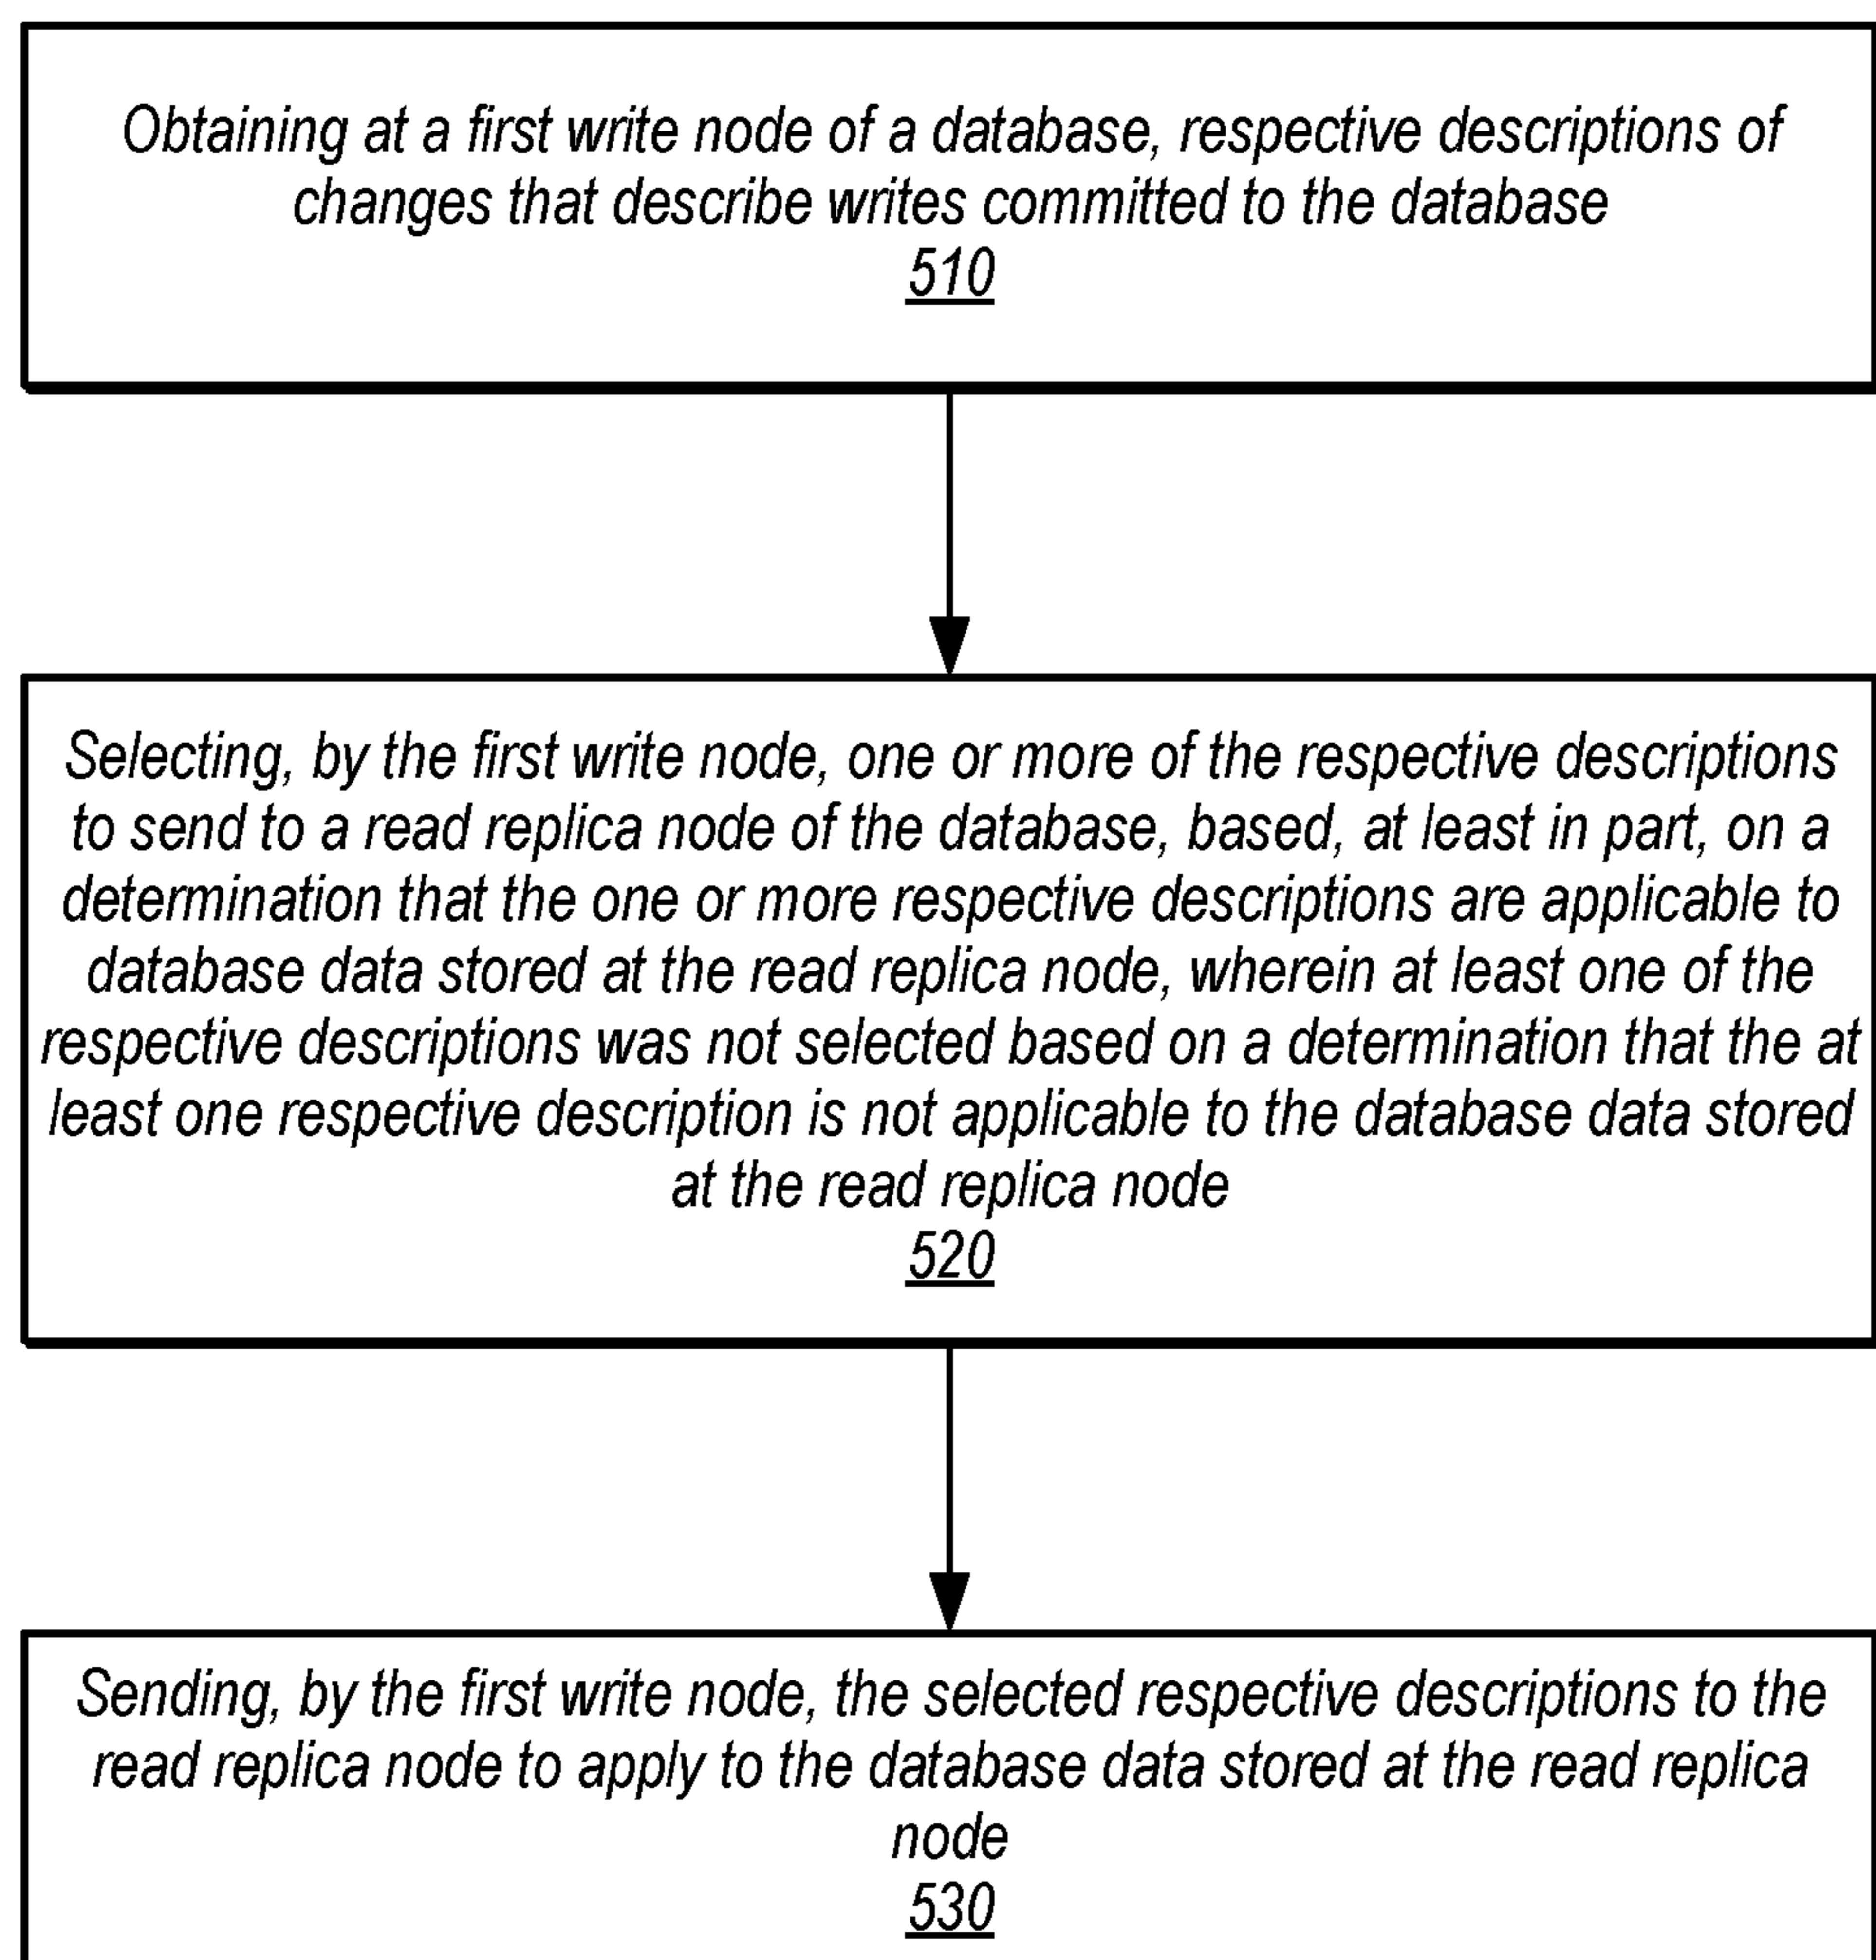 Obtaining at a first write node of a database, respective descriptions of
changes that describe writes committed to the database
510
Selecting, by the first write node, one or more of the respective descriptions
to send to a read replica node of the database, based, at least in part, on a
determination that the one or more respective descriptions are applicable to
database data stored at the read replica node, wherein at least one of the
respective descriptions was not selected based on a determination that the at
least one respective description is not applicable to the database data stored
at the read replica node
520
Sending, by the first write node, the selected respective descriptions to the
read replica node to apply to the database data stored at the read replica
node
530